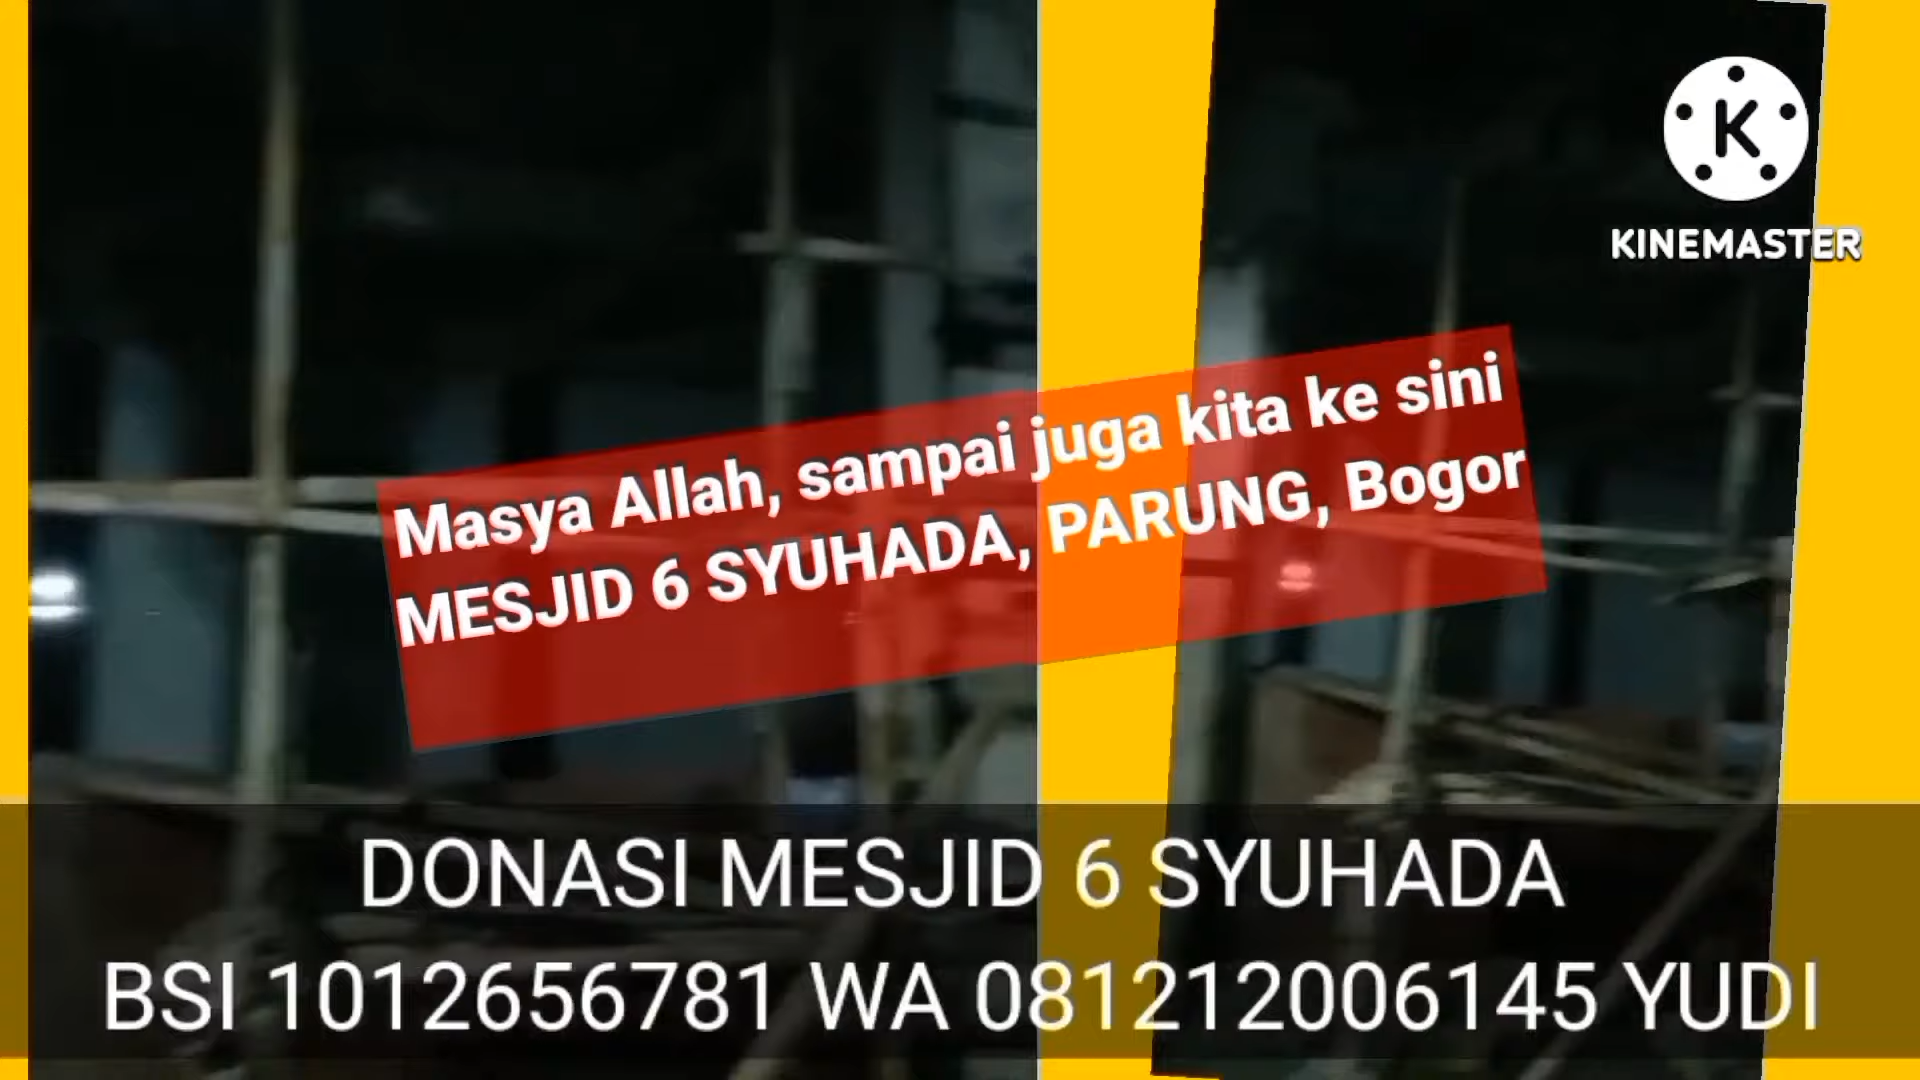 KINEMASTER
Masya Allah, sampai juga kita ke sini
MESJID 6 SYUHADA, PARUNG, Bogor
DONASI MESJID 6 SYUHADA
BSI 1012656781 WA 081212006145 YUDI